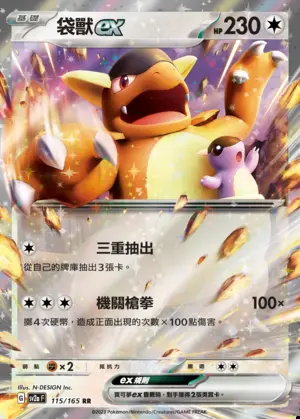 基礎 袋獸ex HP 230
三重抽出
從自己的牌庫抽出3張卡。
機關槍拳 100×
擲4次硬幣，造成正面出現的次數×100點傷害。
弱點 ×2 抵抗力 撤退
ex規則
Illus. N-DESIGN Inc.
寶可夢ex昏厥時，對手獲得2張獎賞卡。
G sv2a F 115/165 RR
©2023 Pokémon/Nintendo/Creatures/GAME FREAK